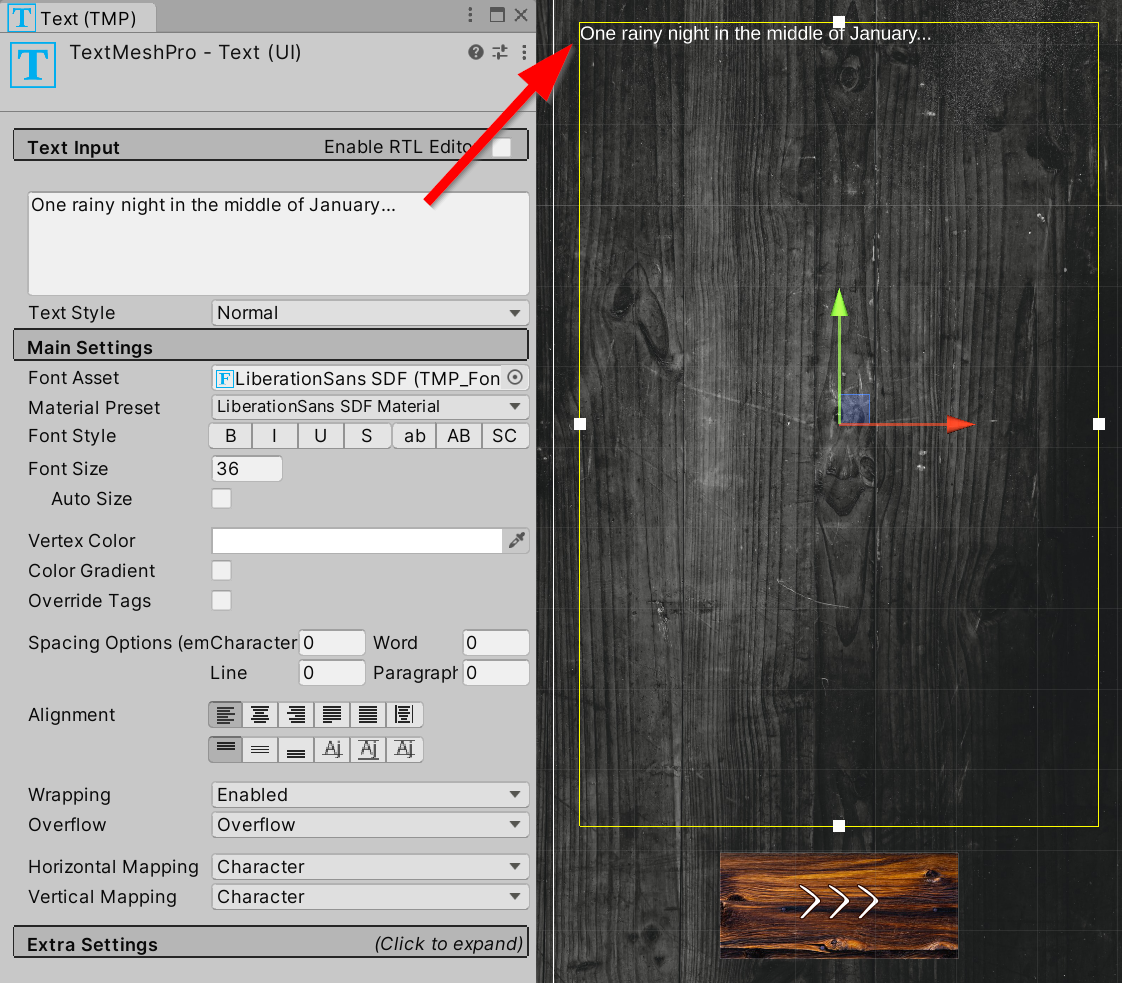 Text (TMP)
TextMeshPro - Text (UI)
Text Input
Enable RTL Edito
One rainy night in the middle of January...
Text Style
Normal
Main Settings
Font Asset
LiberationSans SDF (TMP_Fon
Material Preset
LiberationSans SDF Material
Font Style
B I U S ab AB SC
Font Size
36
Auto Size
Vertex Color
Color Gradient
Override Tags
Spacing Options (em
Character
0
Word
0
Line
0
Paragraph
0
Alignment
Wrapping
Enabled
Overflow
Overflow
Horizontal Mapping
Character
Vertical Mapping
Character
Extra Settings
(Click to expand)
One rainy night in the middle of January...